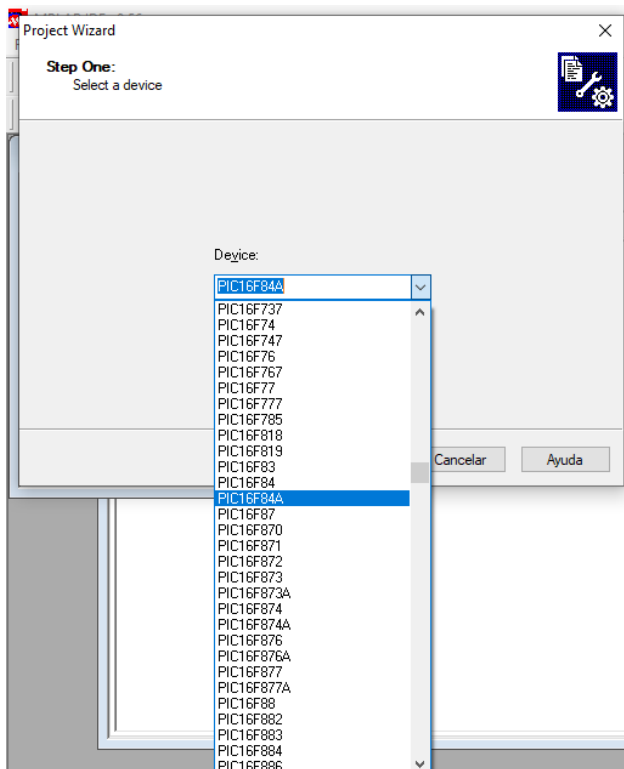 Project Wizard
Step One:
Select a device
Device:
PIC16F84A
PIC16F737
PIC16F74
PIC16F747
PIC16F76
PIC16F767
PIC16F77
PIC16F777
PIC16F785
PIC16F818
PIC16F819
PIC16F83
PIC16F84
PIC16F84A
PIC16F87
PIC16F870
PIC16F871
PIC16F872
PIC16F873
PIC16F873A
PIC16F874
PIC16F874A
PIC16F876
PIC16F876A
PIC16F877
PIC16F877A
PIC16F88
PIC16F882
PIC16F883
PIC16F884
PIC16F886
Cancelar
Ayuda